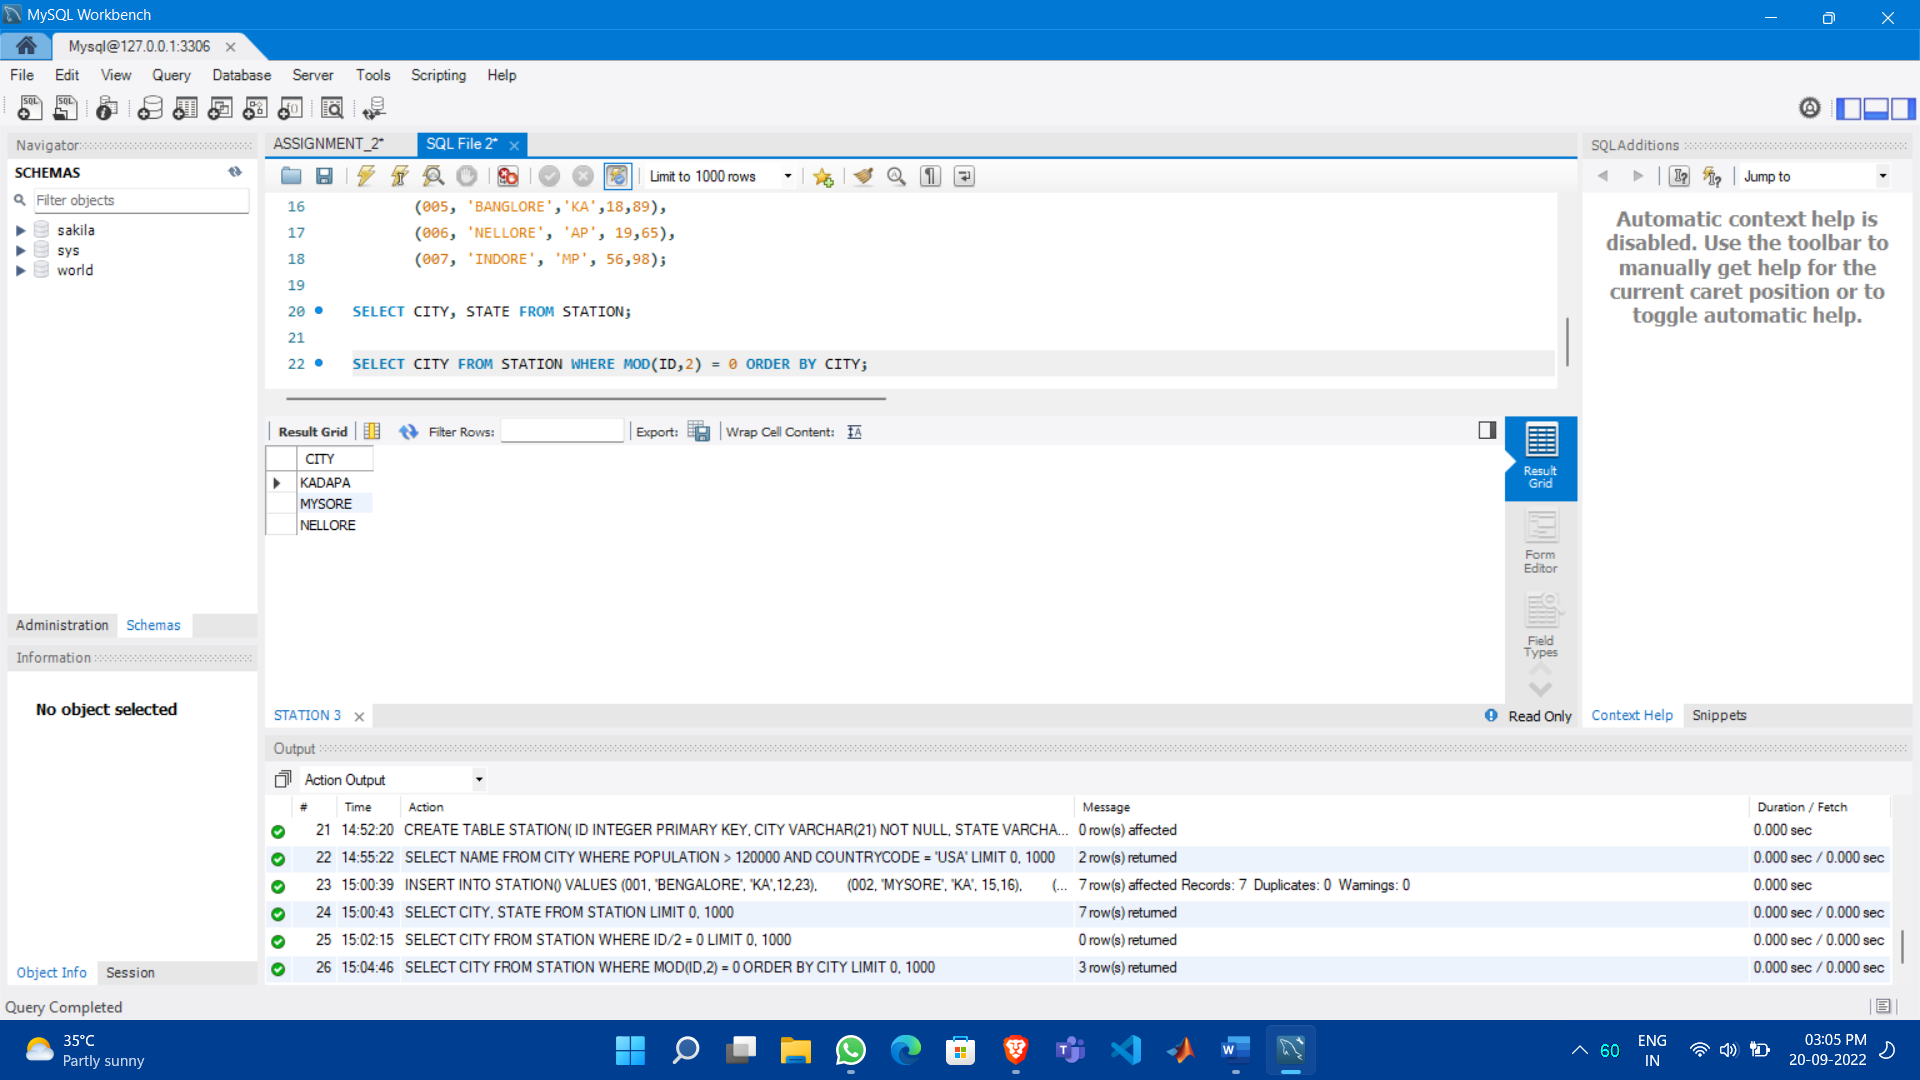 MySQL Workbench
Mysql@127.0.0.1:3306
File Edit View Query Database Server Tools Scripting Help
Navigator
SCHEMAS
Filter objects
sakila
sys
world
Administration Schemas
Information
No object selected
Object Info Session
Query Completed
ASSIGNMENT_2* SQL File 2*
Limit to 1000 rows
16 (005, 'BANGLORE','KA',18,89),
17 (006, 'NELLORE', 'AP', 19,65),
18 (007, 'INDORE', 'MP', 56,98);
19
20 SELECT CITY, STATE FROM STATION;
21
22 SELECT CITY FROM STATION WHERE MOD(ID,2) = 0 ORDER BY CITY;
Result Grid Filter Rows: Export: Wrap Cell Content:
CITY
KADAPA
MYSORE
NELLORE
Result
Grid
Form
Editor
Field
Types
STATION 3
Read Only
SQLAdditions
Jump to
Automatic context help is
disabled. Use the toolbar to
manually get help for the
current caret position or to
toggle automatic help.
Context Help Snippets
Output
Action Output
# Time Action Message Duration / Fetch
21 14:52:20 CREATE TABLE STATION( ID INTEGER PRIMARY KEY, CITY VARCHAR(21) NOT NULL, STATE VARCHA... 0 row(s) affected 0.000 sec
22 14:55:22 SELECT NAME FROM CITY WHERE POPULATION > 120000 AND COUNTRYCODE = 'USA' LIMIT 0, 1000 2 row(s) returned 0.000 sec / 0.000 sec
23 15:00:39 INSERT INTO STATION() VALUES (001, 'BENGALORE', 'KA',12,23), (002, 'MYSORE', 'KA', 15,16), (... 7 row(s) affected Records: 7 Duplicates: 0 Warnings: 0 0.000 sec
24 15:00:43 SELECT CITY, STATE FROM STATION LIMIT 0, 1000 7 row(s) returned 0.000 sec / 0.000 sec
25 15:02:15 SELECT CITY FROM STATION WHERE ID/2 = 0 LIMIT 0, 1000 0 row(s) returned 0.000 sec / 0.000 sec
26 15:04:46 SELECT CITY FROM STATION WHERE MOD(ID,2) = 0 ORDER BY CITY LIMIT 0, 1000 3 row(s) returned 0.000 sec / 0.000 sec
35°C
Partly sunny
60
ENG
IN
03:05 PM
20-09-2022